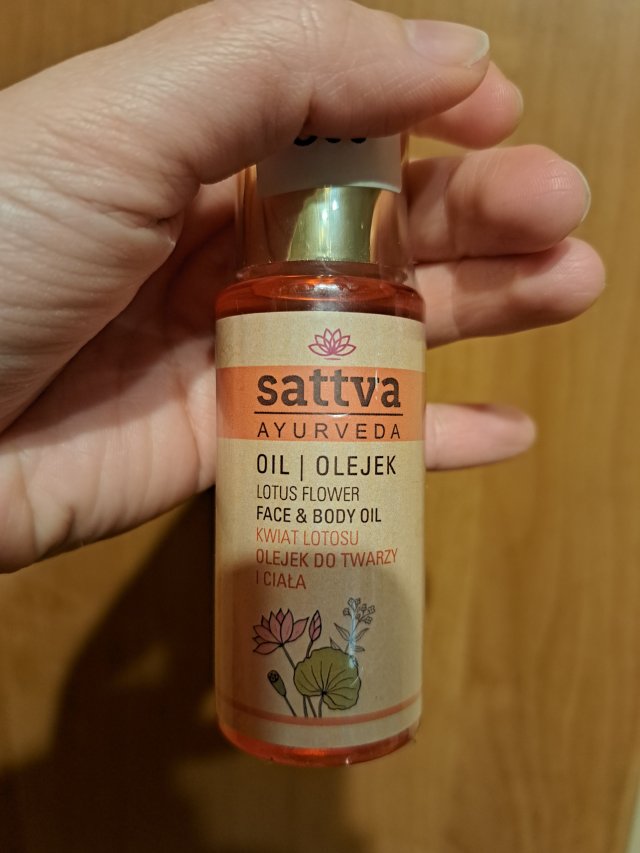 sattva
AYURVEDA
OIL | OLEJEK
LOTUS FLOWER
FACE & BODY OIL
KWIAT LOTOSU
OLEJEK DO TWARZY
I CIAŁA